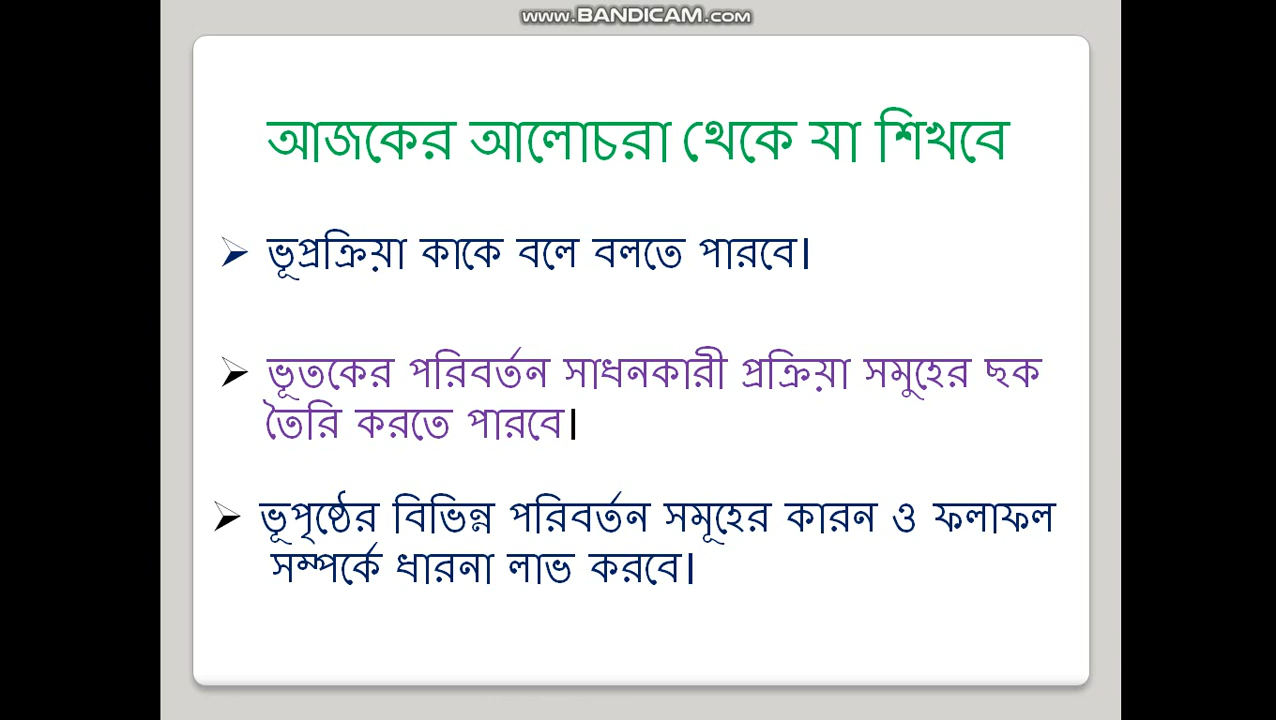 www.BANDICAM.com
আজকের আলোচরা থেকে যা শিখবে
ভূপ্রক্রিয়া কাকে বলে বলতে পারবে।
ভূতকের পরিবর্তন সাধনকারী প্রক্রিয়া সমুহের ছক
তৈরি করতে পারবে।
ভূপৃষ্ঠের বিভিন্ন পরিবর্তন সমূহের কারন ও ফলাফল
সম্পর্কে ধারনা লাভ করবে।